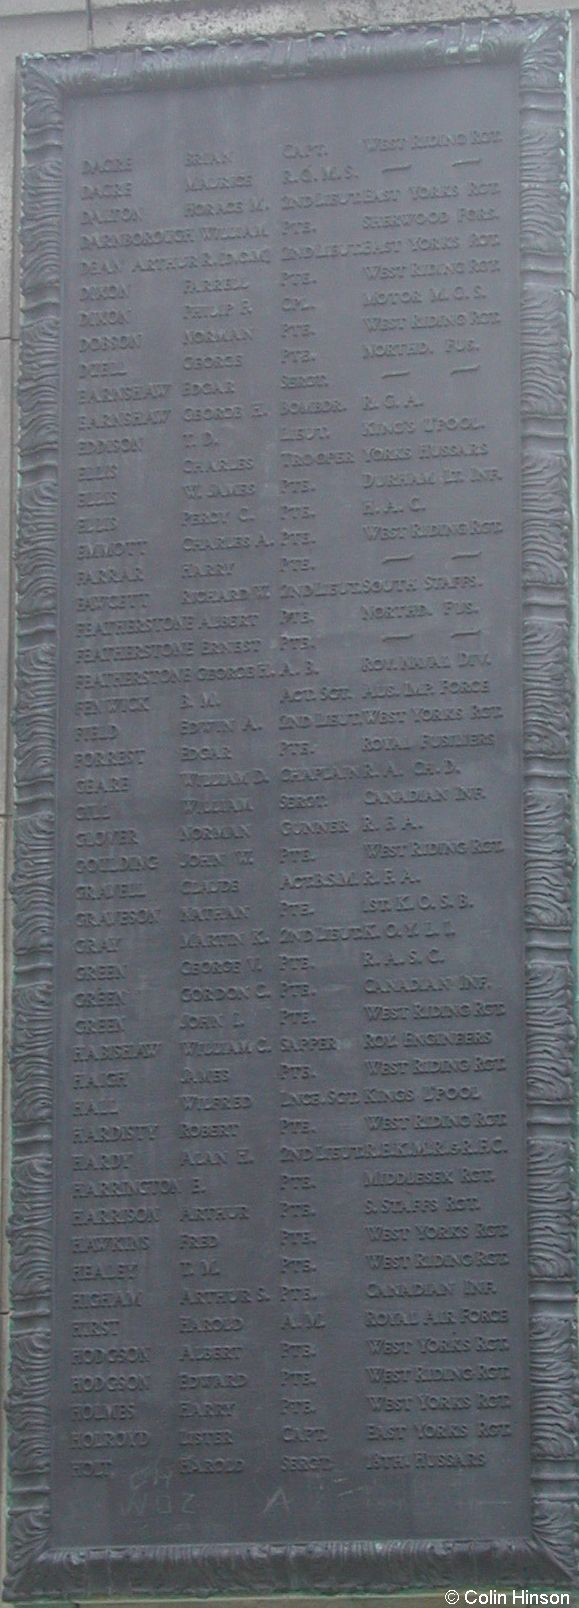 DACRE BRIAN CAPT. WEST RIDING RGT.
DACRE MAURICE R.G.M.S. — —
DALTON HORACE M. 2ND LIEUT. EAST YORKS RGT.
DARNBOROUGH WILLIAM PTE. SHERWOOD FORS.
DEAN ARTHUR R. (D.C.M.) 2ND LIEUT. EAST YORKS RGT.
DIXON FARRELL PTE. WEST RIDING RGT.
DIXON PHILIP F. CPL. MOTOR M.G.S.
DOBSON NORMAN PTE. WEST RIDING RGT.
DUELL GEORGE PTE. NORTHD. FUS.
EARNSHAW EDGAR SERGT. — —
EARNSHAW GEORGE H. BOMBDR. R.G.A.
EDDISON T. D. LIEUT. KING'S L'POOL.
ELLIS CHARLES TROOPER YORKS HUSSARS
ELLIS W. JAMES PTE. DURHAM LT. INF.
ELLIS PERCY C. PTE. H.A.C.
EMMOTT CHARLES A. PTE. WEST RIDING RGT.
FARRAR HARRY PTE. — —
FAWCETT RICHARD W. 2ND LIEUT. SOUTH STAFFS.
FEATHERSTONE ALBERT PTE. NORTHD. FUS.
FEATHERSTONE ERNEST PTE. — —
FEATHERSTONE GEORGE H. A.B. ROY. NAVAL DIV.
FENWICK B. M. ACT. SGT. AUS. IMP. FORCE
FIELD EDWIN A. 2ND LIEUT. WEST YORKS RGT.
FORREST EDGAR PTE. ROYAL FUSILIERS
GEARE WILLIAM D. CHAPLAIN R.A. CH. D.
GILL WILLIAM SERGT. CANADIAN INF.
GLOVER NORMAN GUNNER R.F.A.
GOULDING JOHN W. PTE. WEST RIDING RGT.
GRAVELL CLAUDE ACT. B.S.M. R.F.A.
GRAVESON NATHAN PTE. 1ST. K.O.S.B.
GRAY MARTIN K. 2ND LIEUT. K.O.Y.L.I.
GREEN GEORGE V. PTE. R.A.S.C.
GREEN GORDON C. PTE. CANADIAN INF.
GREEN JOHN L. PTE. WEST RIDING RGT.
HABISHAW WILLIAM C. SAPPER ROY. ENGINEERS
HAIGH JAMES PTE. WEST RIDING RGT.
HALL WILFRED LNCE. SGT. KINGS L'POOL
HARDISTY ROBERT PTE. WEST RIDING RGT.
HARDY ALAN H. 2ND LIEUT. R.E.K.M.R. & R.F.C.
HARRINGTON E. PTE. MIDDLESEX RGT.
HARRISON ARTHUR PTE. S. STAFFS RGT.
HAWKINS FRED PTE. WEST YORKS RGT.
HEALEY T. M. PTE. WEST RIDING RGT.
HIGHAM ARTHUR S. PTE. CANADIAN INF.
HIRST HAROLD A.M. ROYAL AIR FORCE
HODGSON ALBERT PTE. WEST YORKS RGT.
HODGSON EDWARD PTE. WEST RIDING RGT.
HOLMES HARRY PTE. WEST YORKS RGT.
HOLROYD LISTER CAPT. EAST YORKS RGT.
HOLT HAROLD SERGT. 18TH. HUSSARS
© Colin Hinson